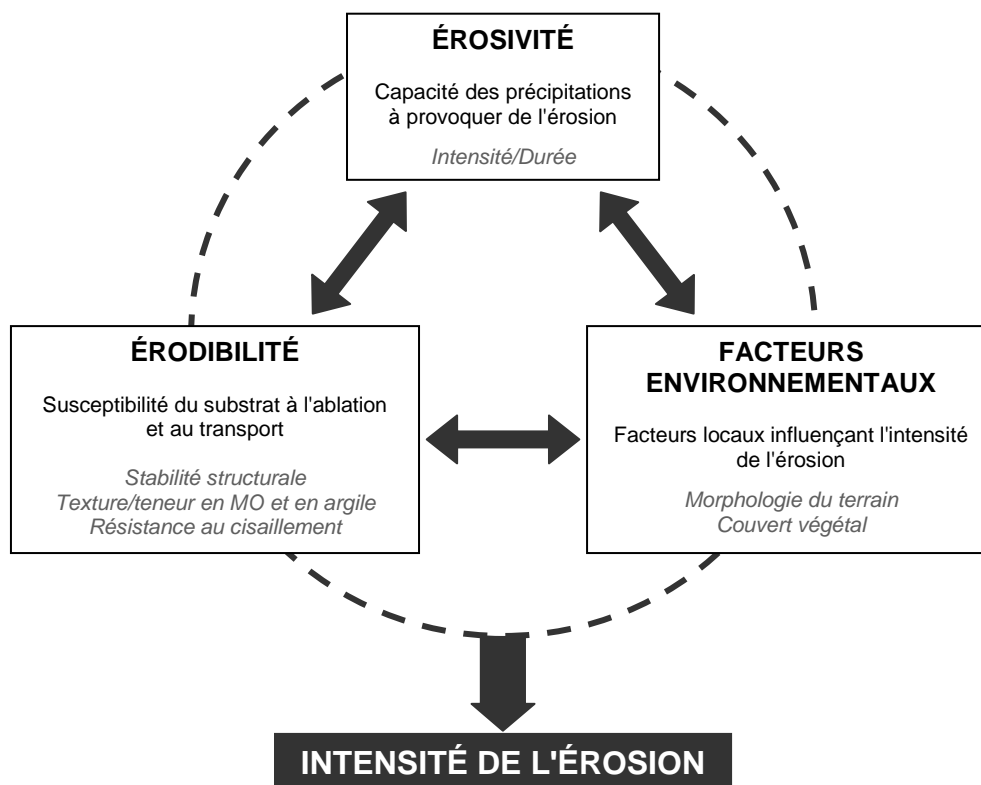 ÉROSIVITÉ
Capacité des précipitations
à provoquer de l'érosion
Intensité/Durée
ÉRODIBILITÉ
Susceptibilité du substrat à l'ablation
et au transport
Stabilité structurale
Texture/teneur en MO et en argile
Résistance au cisaillement
FACTEURS
ENVIRONNEMENTAUX
Facteurs locaux influençant l'intensité
de l'érosion
Morphologie du terrain
Couvert végétal
INTENSITÉ DE L'ÉROSION